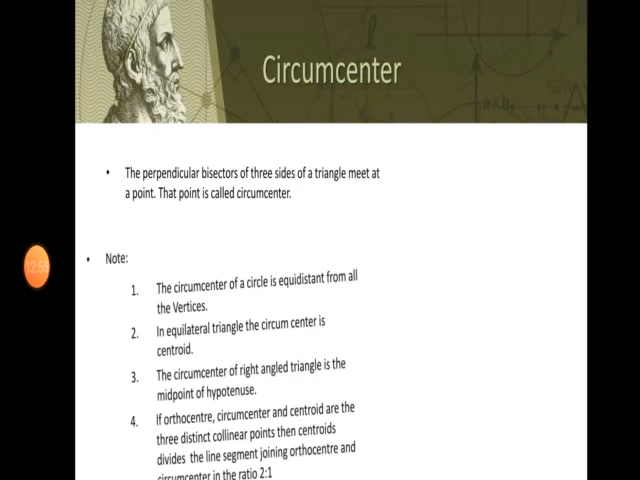 Circumcenter
• The perpendicular bisectors of three sides of a triangle meet at
a point. That point is called circumcenter.
• Note:
1. The circumcenter of a circle is equidistant from all
the Vertices.
2. In equilateral triangle the circum center is
centroid.
3. The circumcenter of right angled triangle is the
midpoint of hypotenuse.
4. If orthocentre, circumcenter and centroid are the
three distinct collinear points then centroids
divides the line segment joining orthocentre and
circumcenter in the ratio 2:1